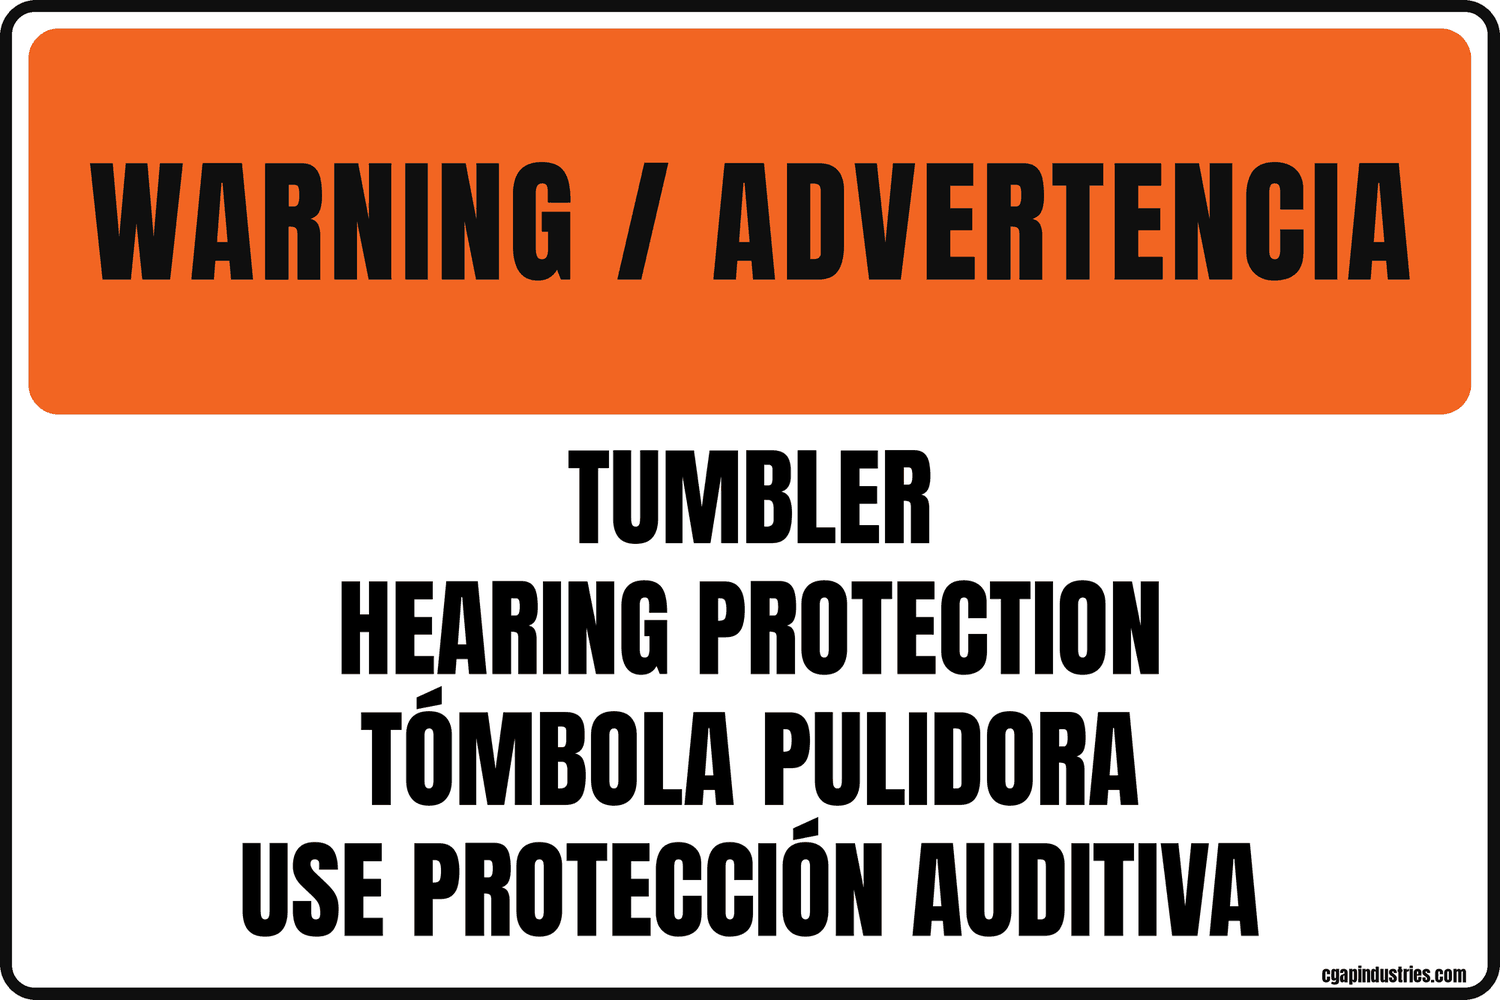 WARNING / ADVERTENCIA
TUMBLER
HEARING PROTECTION
TÓMBOLA PULIDORA
USE PROTECCIÓN AUDITIVA
cgapindustries.com